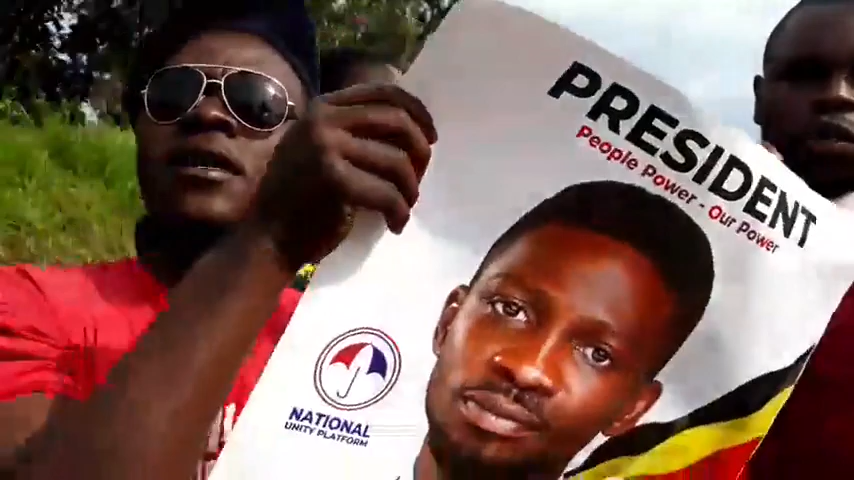 PRESIDENT
People Power - Our Power
NATIONAL
UNITY PLATFORM